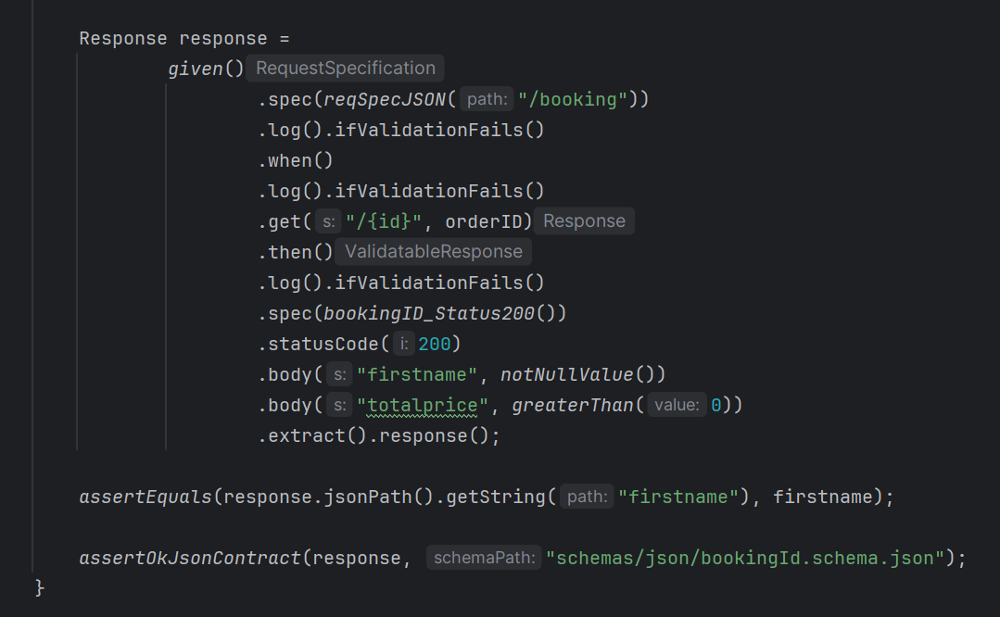 Response response =
given() RequestSpecification
.spec(reqSpecJSON( path: "/booking"))
.log().ifValidationFails()
.when()
.log().ifValidationFails()
.get( s: "/{id}", orderID) Response
.then() ValidatableResponse
.log().ifValidationFails()
.spec(bookingID_Status200())
.statusCode( i: 200)
.body( s: "firstname", notNullValue())
.body( s: "totalprice", greaterThan( value: 0))
.extract().response();
assertEquals(response.jsonPath().getString( path: "firstname"), firstname);
assertOkJsonContract(response, schemaPath: "schemas/json/bookingId.schema.json");
}